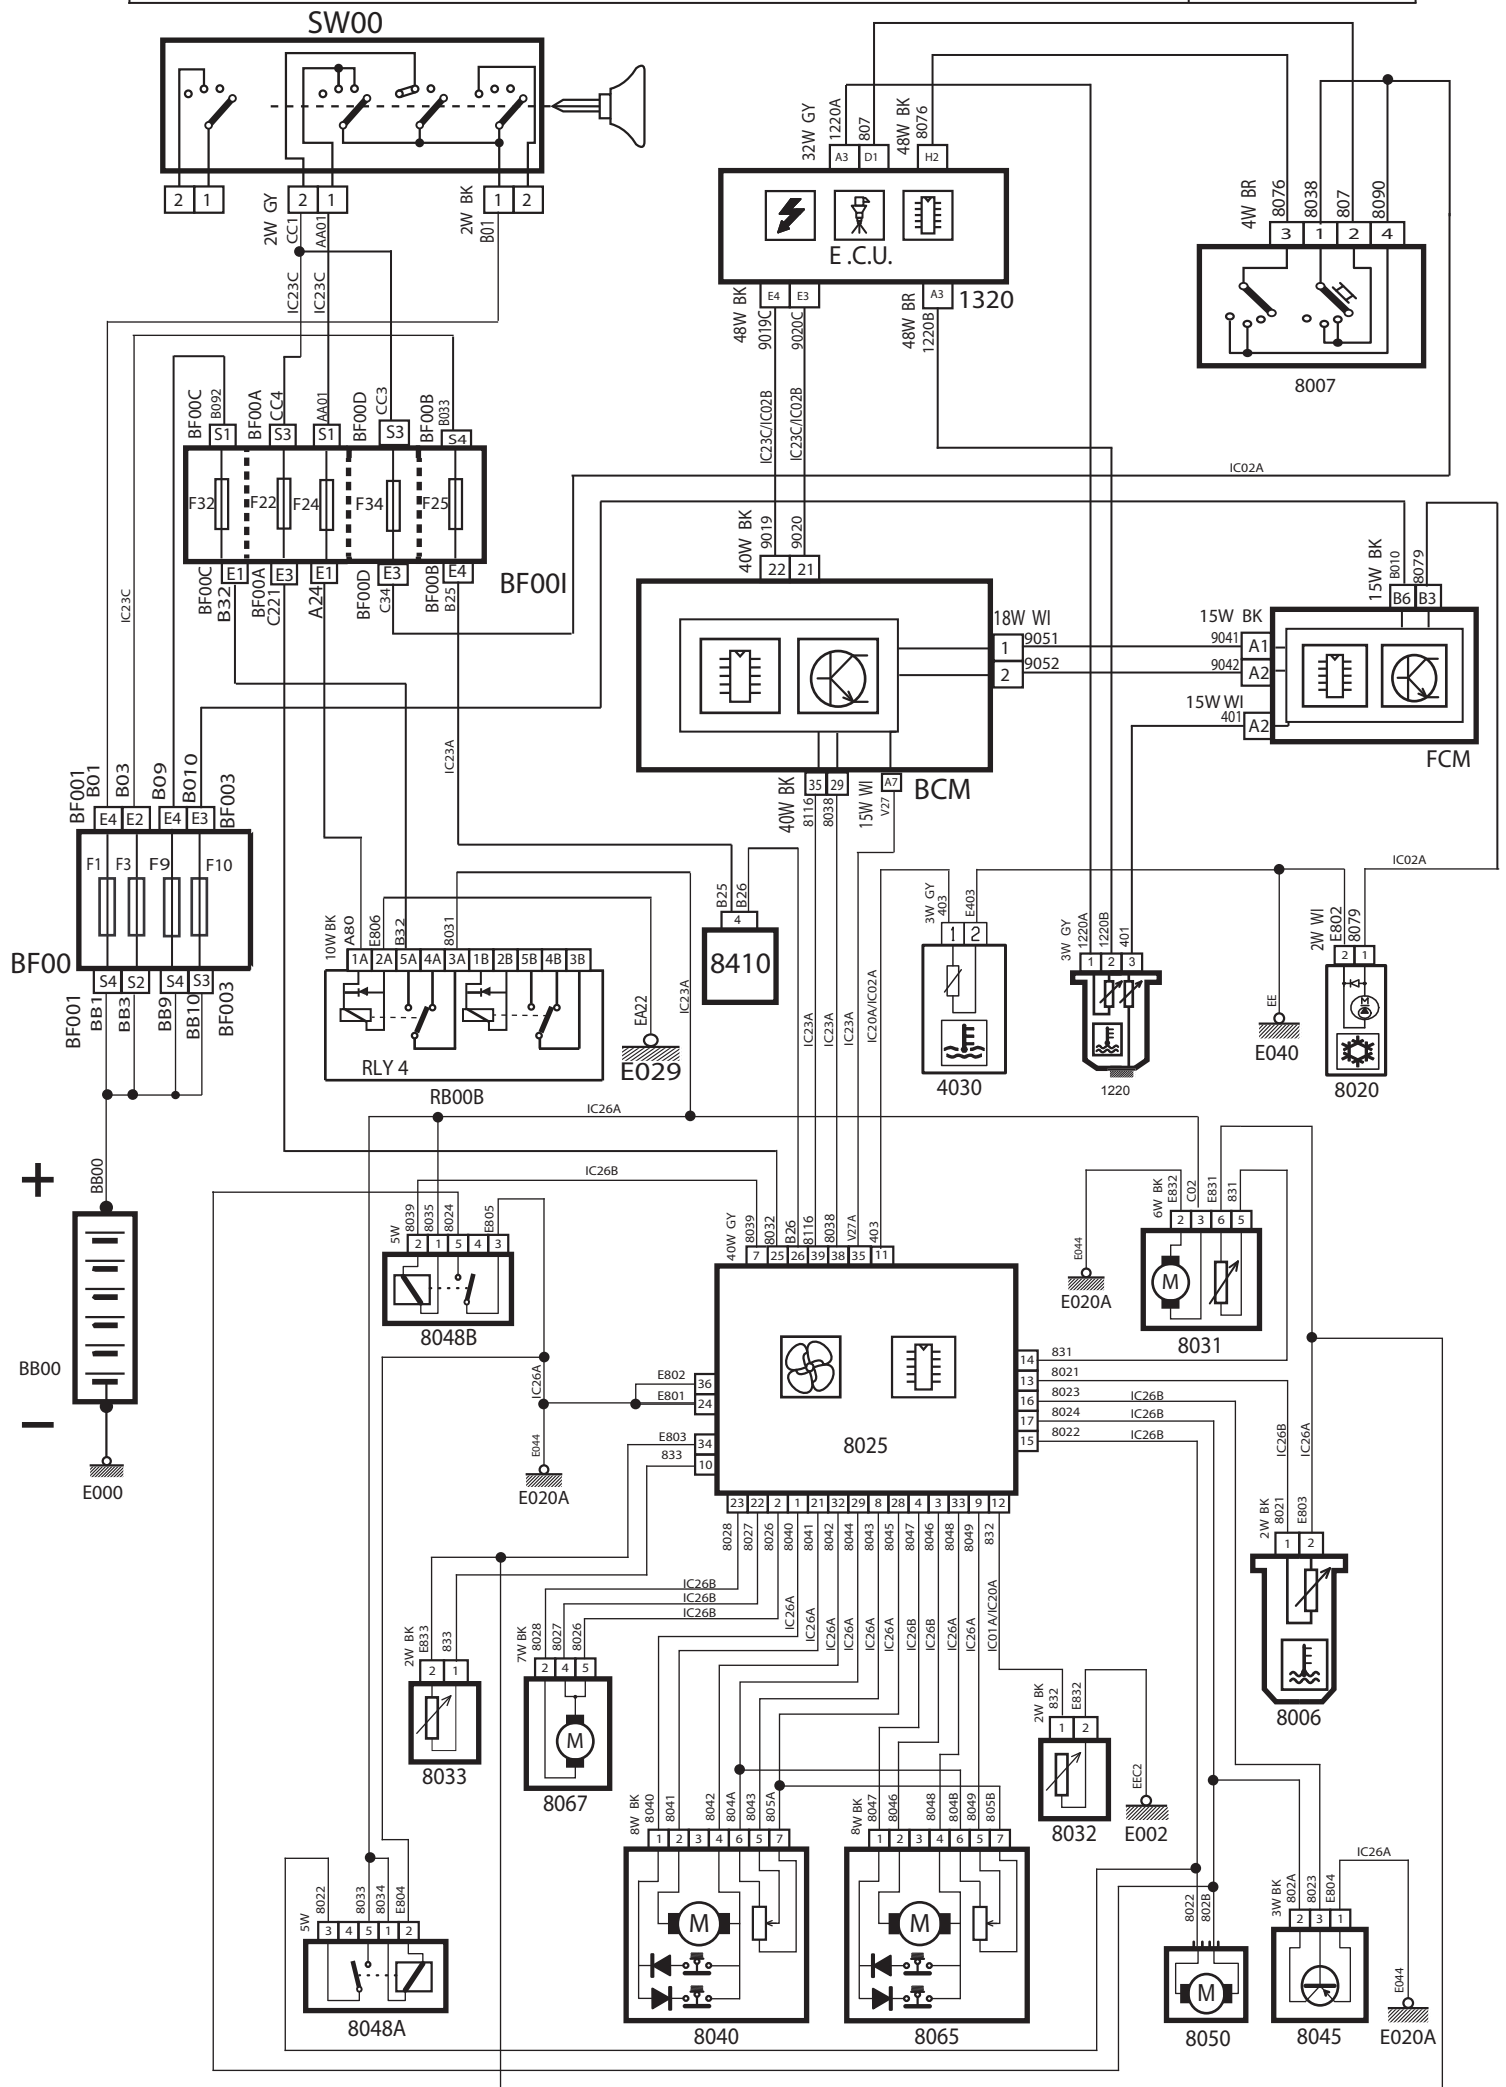 SW00
2 1
2W GY
2 1
CC1
AA01
2W BK
1 2
B01
IC23C
IC23C
32W GY
1220A
807
48W BK
8076
A3 D1 H2
E .C.U.
1320
48W BK
E4 E3
9019C
9020C
48W BR
A3
1220B
IC23C/IC02B
IC23C/IC02B
4W BR
8076
8038
807
8090
3 1 2 4
8007
IC02A
BF00C
B092
BF00A
CC4
AA01
BF00D
CC3
BF00B
B033
S1 S3 S1 S3 S4
F32 F22 F24 F34 F25
E1 E3 E1 E3 E4
BF00C
B32
BF00A
C221
A24
BF00D
C34
BF00B
B25
BF00I
IC23C
IC23A
40W BK
9019
9020
22 21
18W WI
1 9051
2 9052
BCM
40W BK
35 29 A7
8116
8038
15W WI
V27
15W BK
B010
8079
B6 B3
15W BK
9041 A1
9042 A2
15W WI
401 A2
FCM
BF001
B01
B03
B09
B010
BF003
E4 E2 E4 E3
F1 F3 F9 F10
BF00
S4 S2 S4 S3
BF001
BB1
BB3
BB9
BB10
BF003
10W BK
A80
E806
B32
8031
1A 2A 5A 4A 3A 1B 2B 5B 4B 3B
RLY 4
RB00B
EA22
E029
IC23A
B25
B26
4
8410
IC23A
IC23A
IC23A
IC20A/IC02A
3W GY
403
E403
1 2
4030
3W GY
1220A
1220B
401
1 2 3
1220
EE
E040
IC02A
2W WI
E802
8079
2 1
8020
IC26A
IC26B
+
BB00
BB00
−
E000
5W
8039
8035
8024
E805
2 1 5 4 3
8048B
IC26A
E044
E020A
40W GY
8039
8032
B26
8116
8038
V27A
403
7 25 26 39 38 35 11
8025
E802 36
E801 24
E803 34
833 10
14 831
13 8021
16 8023 IC26B
17 8024 IC26B
15 8022 IC26B
23 22 2 1 21 32 29 8 28 4 3 33 9 12
8028
8027
8026
8040
8041
8042
8044
8043
8045
8047
8046
8048
8049
832
6W BK
E832
C02
E831
831
2 3 6 5
8031
E044
E020A
IC26B
IC26A
2W BK
8021
E803
1 2
8006
IC26B
IC26B
IC26B
IC26A
IC26A
IC26A
IC26A
IC26A
IC26A
IC26B
IC26B
IC26A
IC26A
IC01A/IC20A
2W BK
E833
833
2 1
8033
7W BK
8028
8027
8026
2 4 5
M
8067
2W BK
832
E832
1 2
8032
EEC2
E002
8W BK
8040
8041
8042
804A
8043
805A
1 2 3 4 6 5 7
M
8040
8W BK
8047
8046
8048
804B
8049
805B
1 2 3 4 6 5 7
M
8065
5W
8022
8033
8034
E804
3 4 5 1 2
8048A
8022
802B
M
8050
3W BK
802A
8023
E804
2 3 1
8045
IC26A
E044
E020A